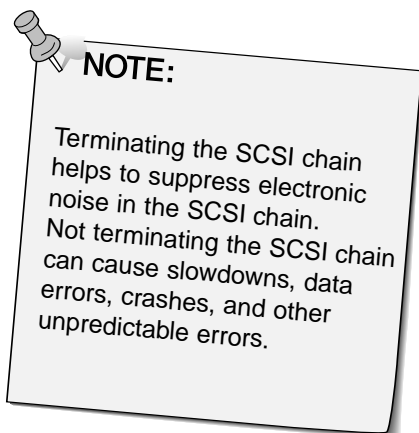 NOTE:
Terminating the SCSI chain
helps to suppress electronic
noise in the SCSI chain.
Not terminating the SCSI chain
can cause slowdowns, data
errors, crashes, and other
unpredictable errors.